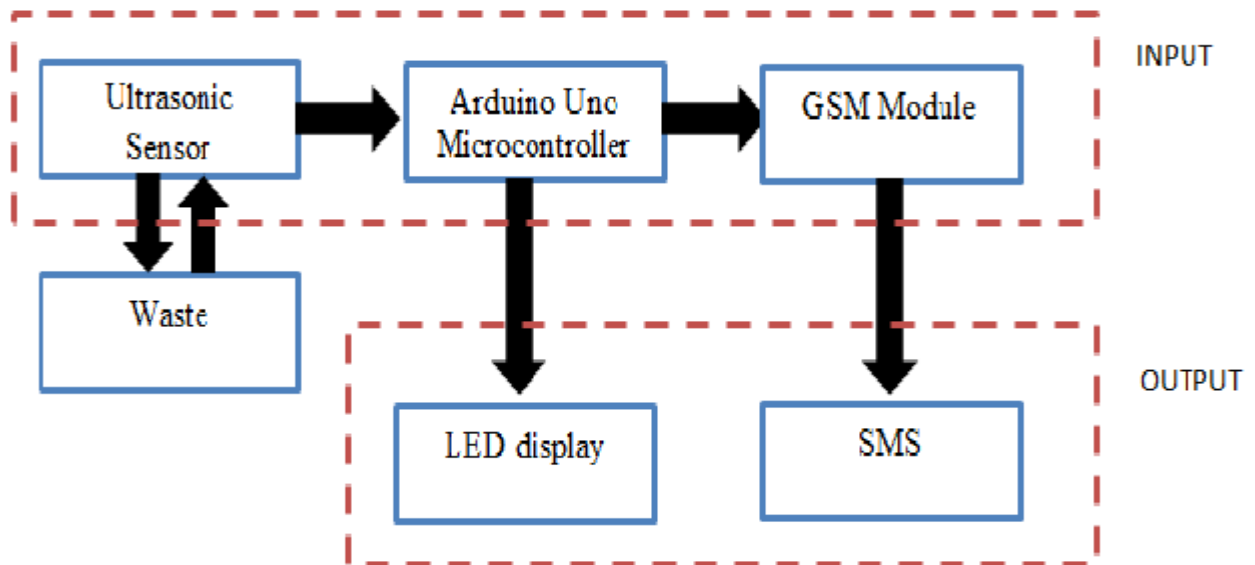 INPUT
Ultrasonic
Sensor
Arduino Uno
Microcontroller
GSM Module
Waste
OUTPUT
LED display
SMS